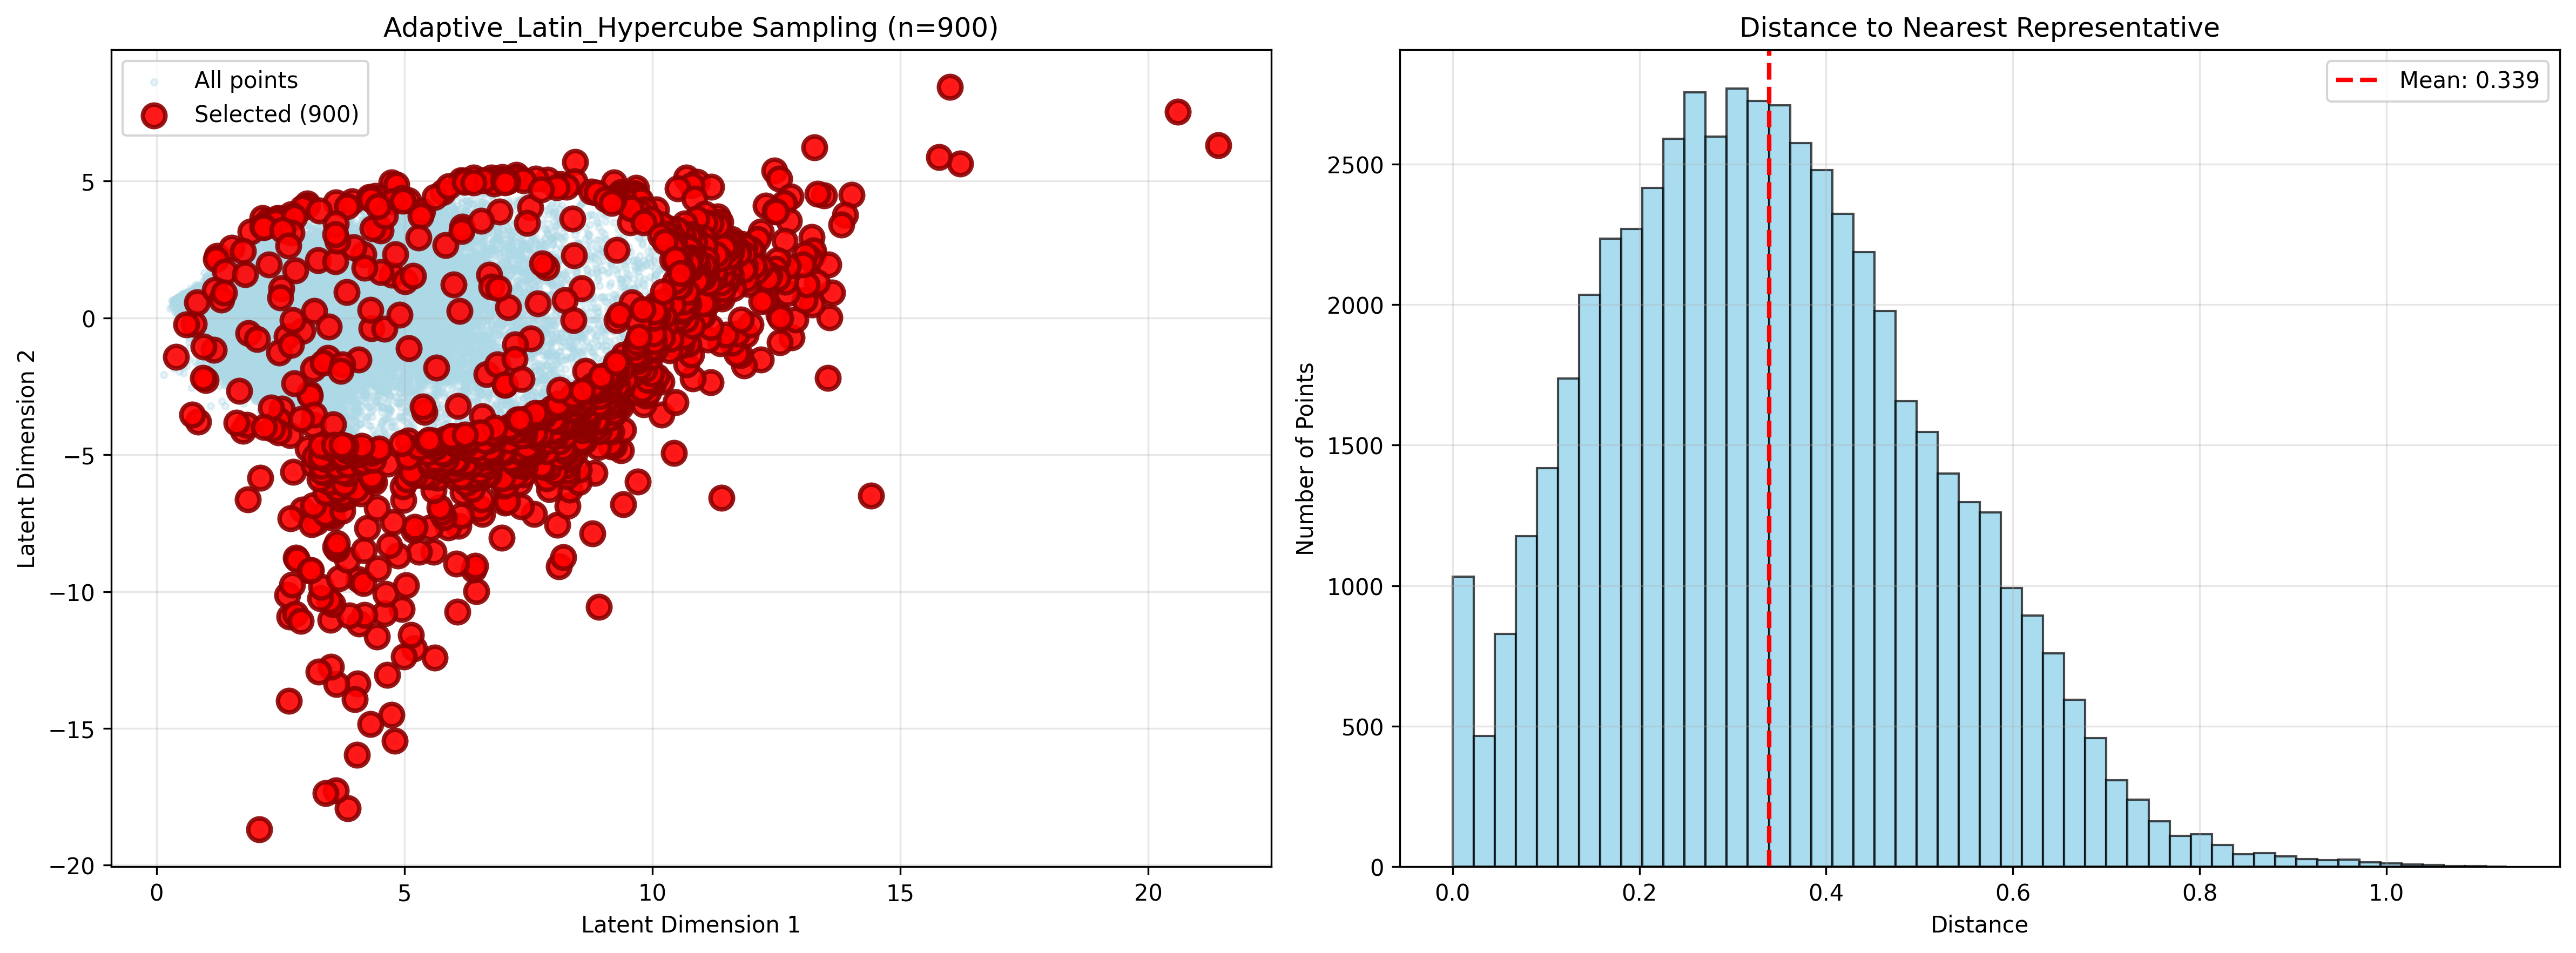 Adaptive_Latin_Hypercube Sampling (n=900)
All points
Selected (900)
5
0
−5
−10
−15
−20
Latent Dimension 2
0
5
10
15
20
Latent Dimension 1
Distance to Nearest Representative
Mean: 0.339
2500
2000
1500
1000
500
0
Number of Points
0.0
0.2
0.4
0.6
0.8
1.0
Distance